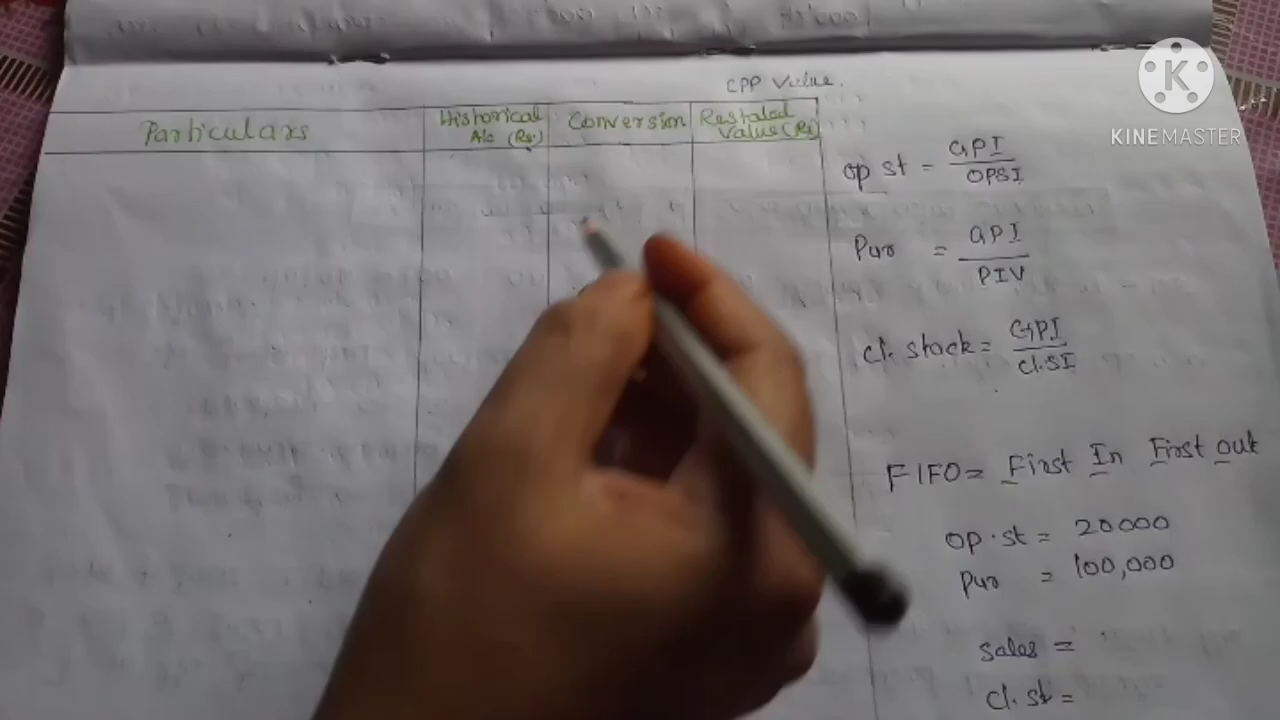 CPP Value.
Particulars
Historical A/c (Rs.)
Conversion
Restated Value (Rs)
op st = GPI / OPSI
Pur = GPI / PIV
Cl. stock = GPI / Cl.SI
FIFO = First In First out
op. st = 20000
Pur = 100,000
Sales =
Cl. st =
K
KINEMASTER